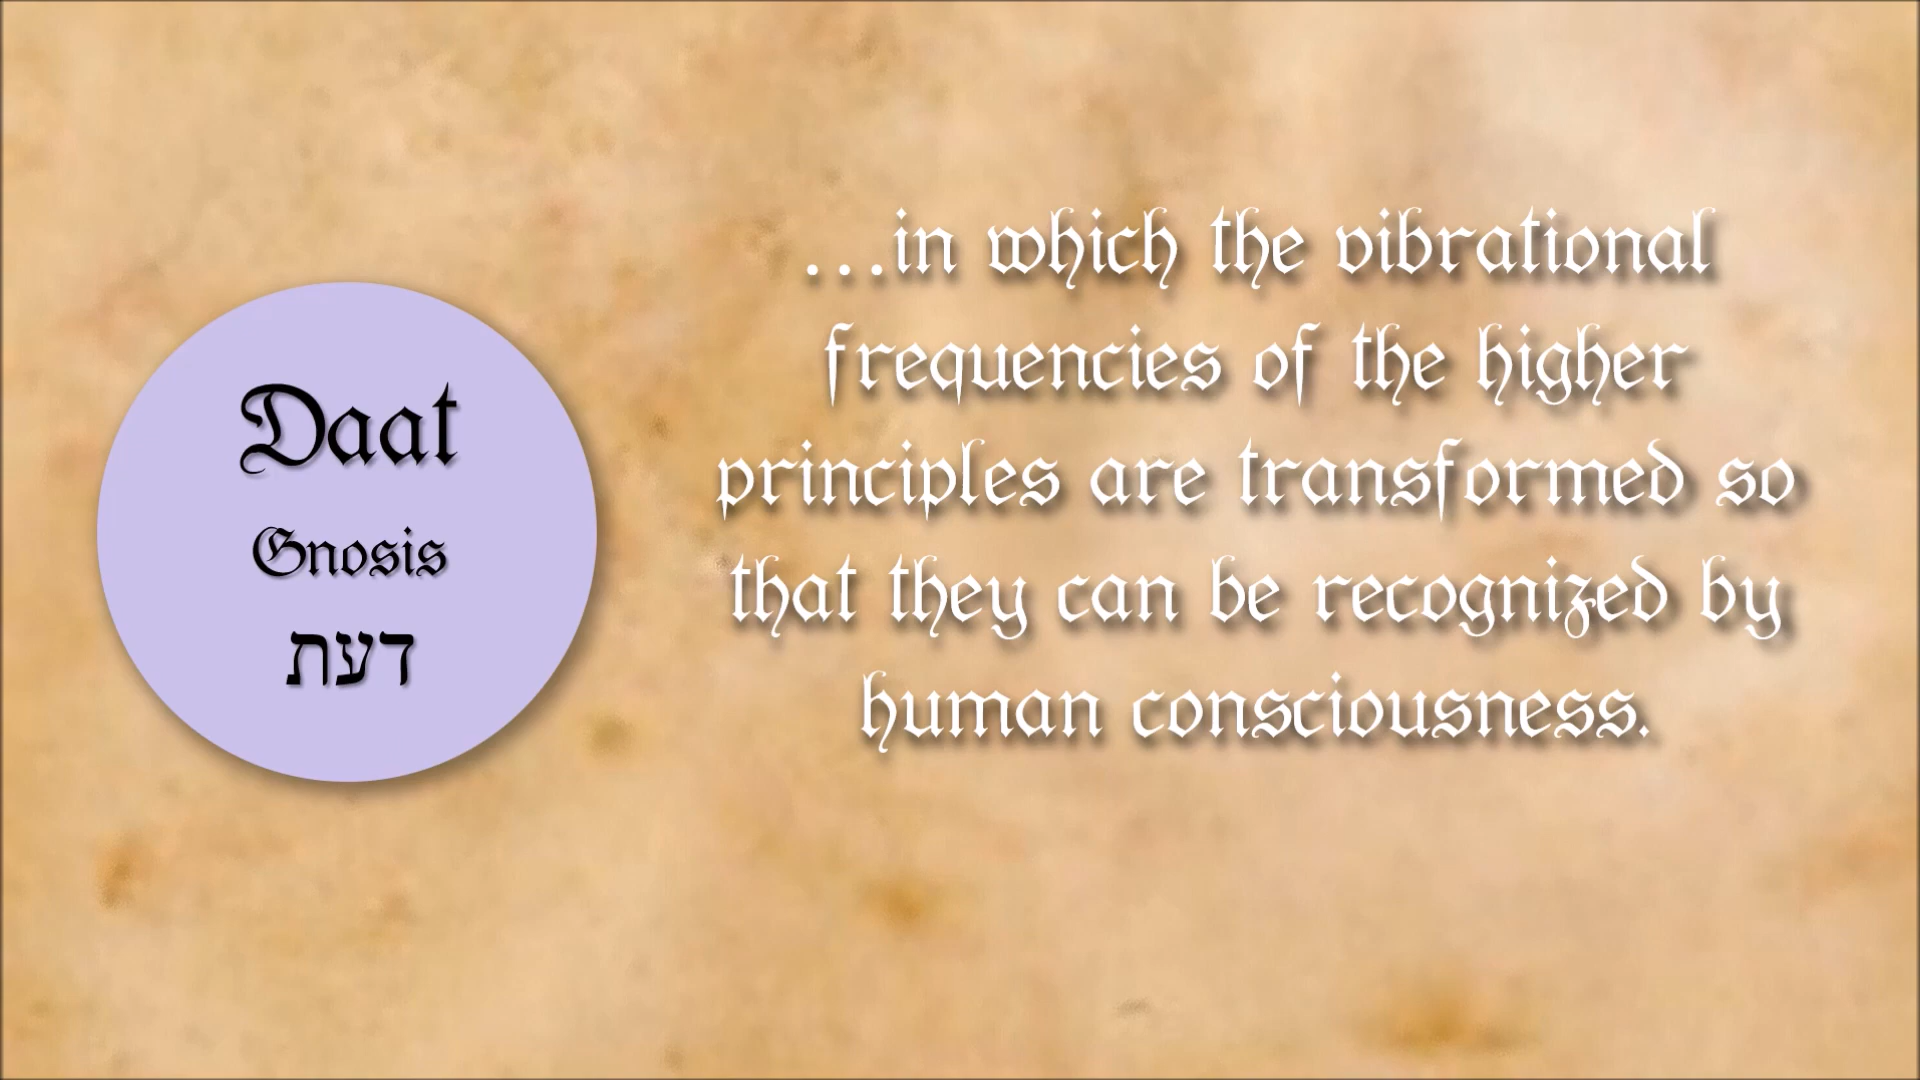 Daat
Gnosis
דעת
...in which the vibrational
frequencies of the higher
principles are transformed so
that they can be recognized by
human consciousness.